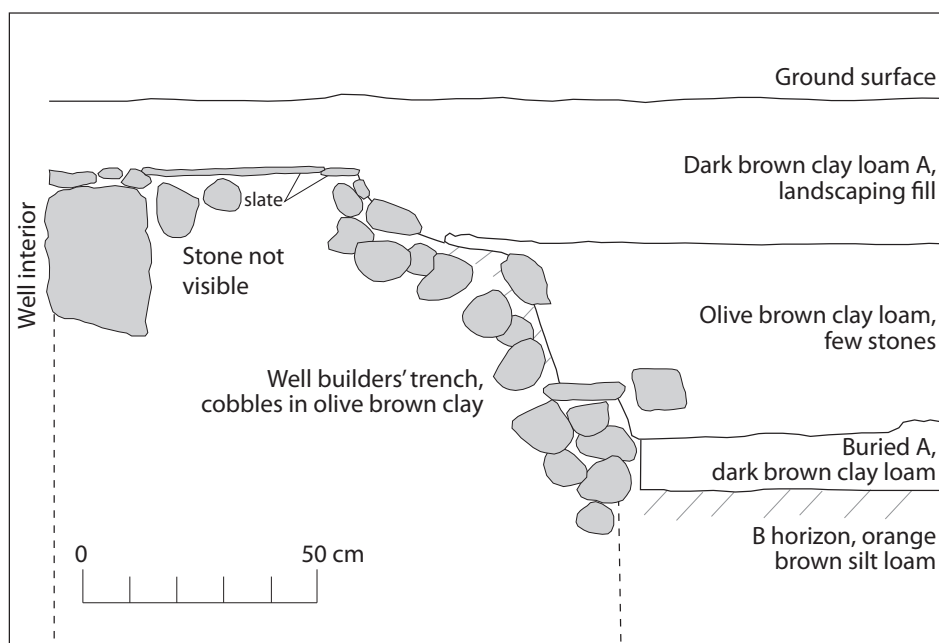 Ground surface
Dark brown clay loam A,
landscaping fill
slate
Well interior
Stone not
visible
Olive brown clay loam,
few stones
Well builders’ trench,
cobbles in olive brown clay
Buried A,
dark brown clay loam
B horizon, orange
brown silt loam
0 50 cm